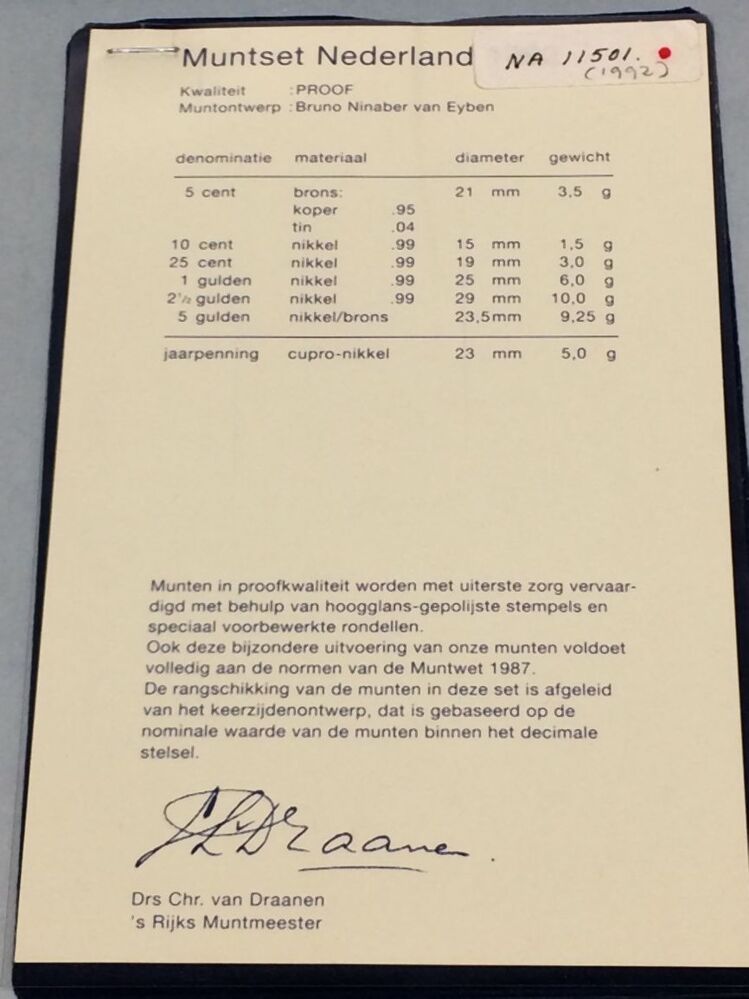 Muntset Nederland
NA 11501.
(1992)
Kwaliteit :PROOF
Muntontwerp :Bruno Ninaber van Eyben
denominatie materiaal diameter gewicht
5 cent brons: 21 mm 3,5 g
koper .95
tin .04
10 cent nikkel .99 15 mm 1,5 g
25 cent nikkel .99 19 mm 3,0 g
1 gulden nikkel .99 25 mm 6,0 g
2½ gulden nikkel .99 29 mm 10,0 g
5 gulden nikkel/brons 23,5mm 9,25 g
jaarpenning cupro-nikkel 23 mm 5,0 g
Munten in proofkwaliteit worden met uiterste zorg vervaar-
digd met behulp van hoogglans-gepolijste stempels en
speciaal voorbewerkte rondellen.
Ook deze bijzondere uitvoering van onze munten voldoet
volledig aan de normen van de Muntwet 1987.
De rangschikking van de munten in deze set is afgeleid
van het keerzijdenontwerp, dat is gebaseerd op de
nominale waarde van de munten binnen het decimale
stelsel.
Draanen
Drs Chr. van Draanen
's Rijks Muntmeester